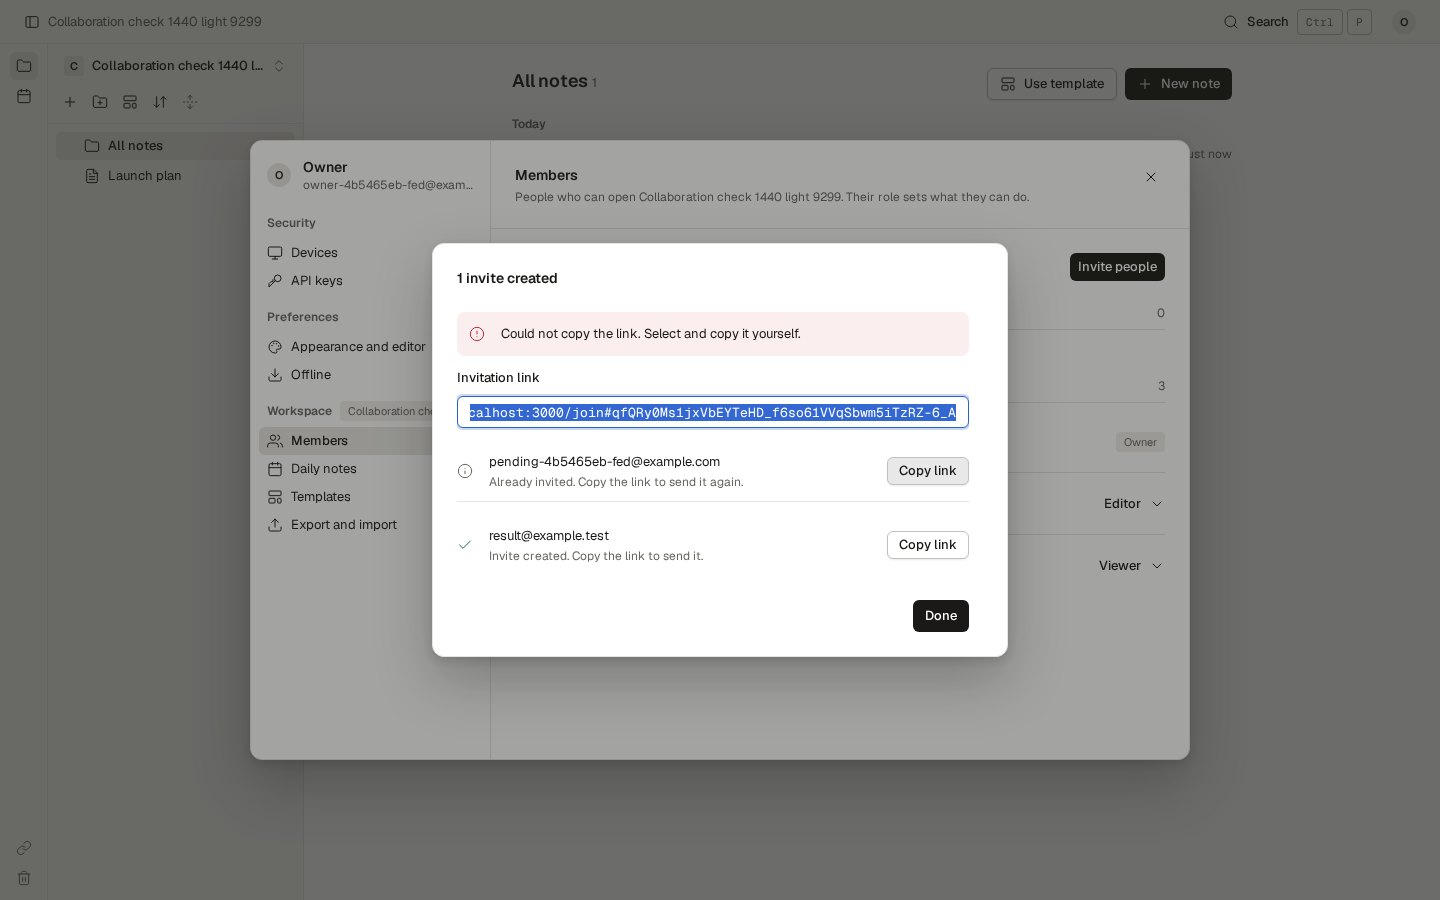 Collaboration check 1440 light 9299
Search Ctrl P O
C Collaboration check 1440 l...
All notes
Launch plan
All notes 1
Use template
New note
Today
ust now
O
Owner
owner-4b5465eb-fed@exam...
Security
Devices
API keys
Preferences
Appearance and editor
Offline
Workspace Collaboration che
Members
Daily notes
Templates
Export and import
Members
People who can open Collaboration check 1440 light 9299. Their role sets what they can do.
Invite people
0
3
Owner
Editor
Viewer
1 invite created
Could not copy the link. Select and copy it yourself.
Invitation link
calhost:3000/join#qfQRy0Ms1jxVbEYTeHD_f6so61VVqSbwm5iTzRZ-6_A
pending-4b5465eb-fed@example.com
Already invited. Copy the link to send it again.
Copy link
result@example.test
Invite created. Copy the link to send it.
Copy link
Done